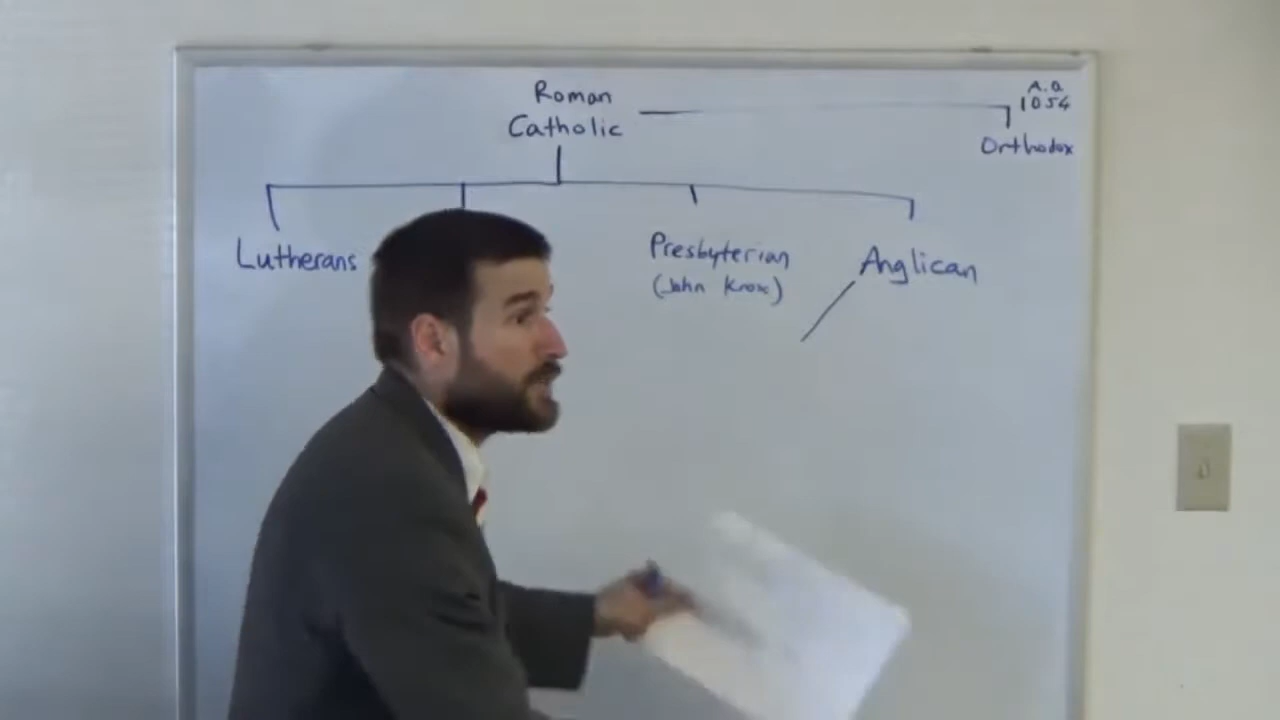 Roman
Catholic
A.D.
1054
Orthodox
Lutherans
Presbyterian
(John Knox)
Anglican